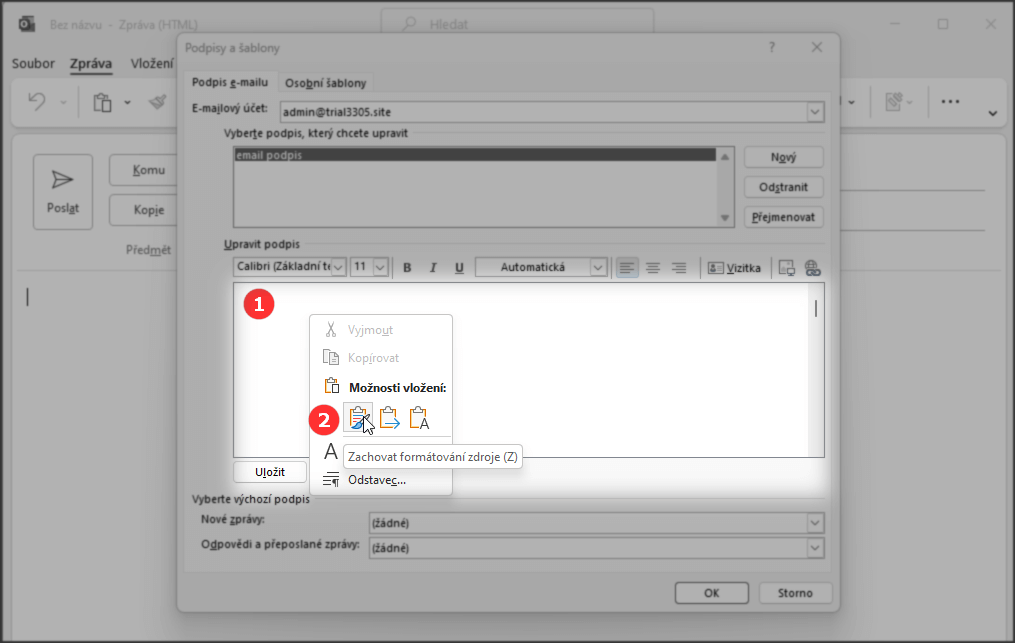 Bez názvu - Zpráva (HTML)
Hledat
Soubor Zpráva Vložení
Podpisy a šablony
?
Podpis e-mailu Osobní šablony
E-mailový účet: admin@trial3305.site
Vyberte podpis, který chcete upravit
email podpis
Nový
Odstranit
Přejmenovat
Poslat
Komu
Kopie
Předmět
Upravit podpis
Calibri (Základní te 11 B I U Automatická Vizitka
1
Vyjmout
Kopírovat
Možnosti vložení:
2
A
Zachovat formátování zdroje (Z)
Odstavec...
Uložit
Vyberte výchozí podpis
Nové zprávy: (žádné)
Odpovědi a přeposlané zprávy: (žádné)
OK Storno